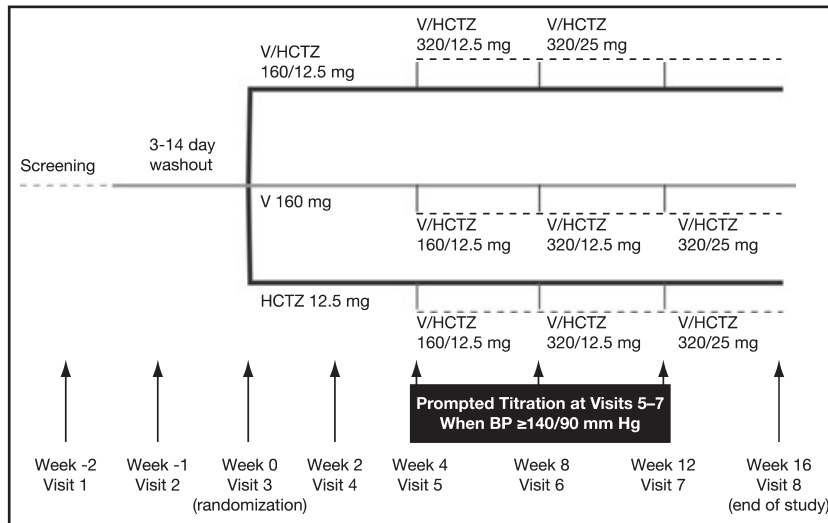 V/HCTZ
320/12.5 mg
V/HCTZ
320/25 mg
V/HCTZ
160/12.5 mg
3-14 day
washout
Screening
V 160 mg
V/HCTZ
160/12.5 mg
V/HCTZ
320/12.5 mg
V/HCTZ
320/25 mg
HCTZ 12.5 mg
V/HCTZ
160/12.5 mg
V/HCTZ
320/12.5 mg
V/HCTZ
320/25 mg
Prompted Titration at Visits 5–7
When BP ≥140/90 mm Hg
Week -2
Visit 1
Week -1
Visit 2
Week 0
Visit 3
(randomization)
Week 2
Visit 4
Week 4
Visit 5
Week 8
Visit 6
Week 12
Visit 7
Week 16
Visit 8
(end of study)